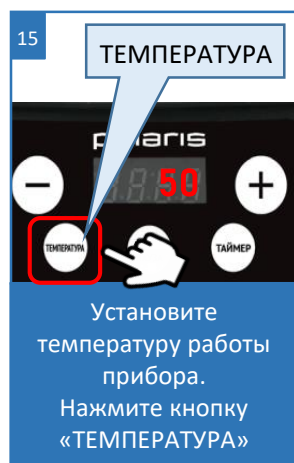 15
ТЕМПЕРАТУРА
polaris
50
ТЕМПЕРАТУРА
ТАЙМЕР
Установите
температуру работы
прибора.
Нажмите кнопку
«ТЕМПЕРАТУРА»